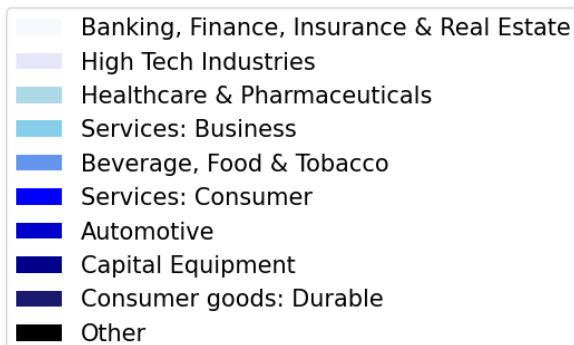 Banking, Finance, Insurance & Real Estate
High Tech Industries
Healthcare & Pharmaceuticals
Services: Business
Beverage, Food & Tobacco
Services: Consumer
Automotive
Capital Equipment
Consumer goods: Durable
Other